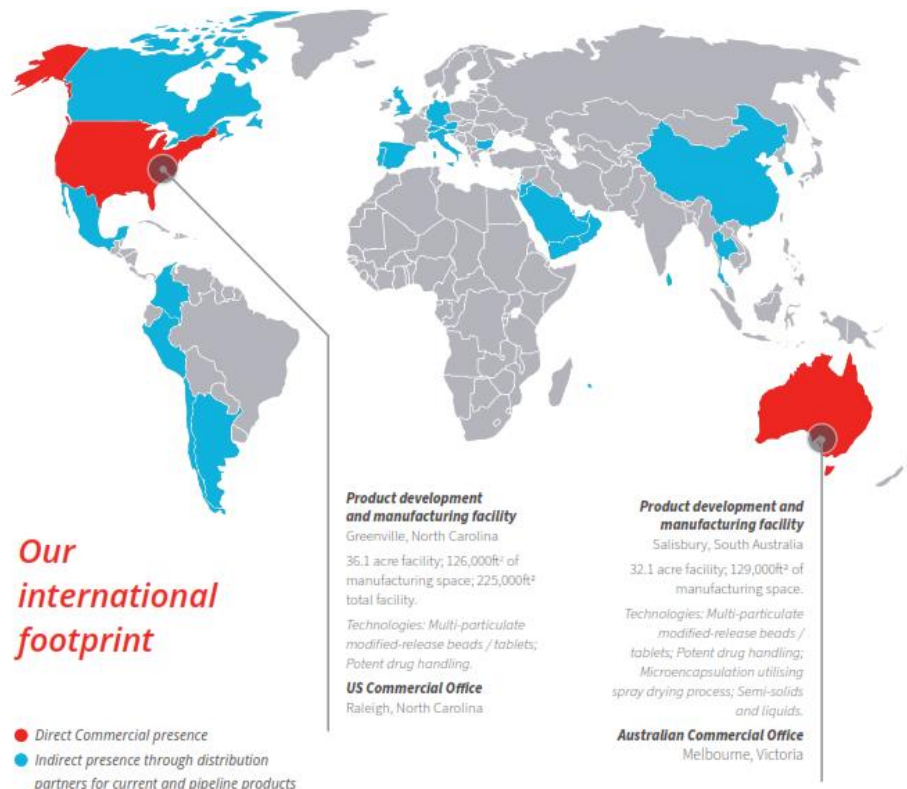 Our
international
footprint
Direct Commercial presence
Indirect presence through distribution
partners for current and pipeline products
Product development
and manufacturing facility
Greenville, North Carolina
36.1 acre facility; 126,000ft² of
manufacturing space; 225,000ft²
total facility.
Technologies: Multi-particulate
modified-release beads / tablets;
Potent drug handling.
US Commercial Office
Raleigh, North Carolina
Product development and
manufacturing facility
Salisbury, South Australia
32.1 acre facility; 129,000ft² of
manufacturing space.
Technologies: Multi-particulate
modified-release beads /
tablets; Potent drug handling;
Microencapsulation utilising
spray drying process; Semi-solids
and liquids.
Australian Commercial Office
Melbourne, Victoria